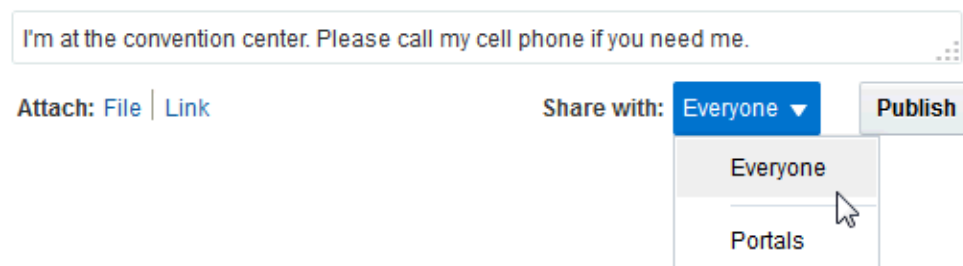 I'm at the convention center. Please call my cell phone if you need me.
Attach: File | Link Share with: Everyone Publish
Everyone
Portals